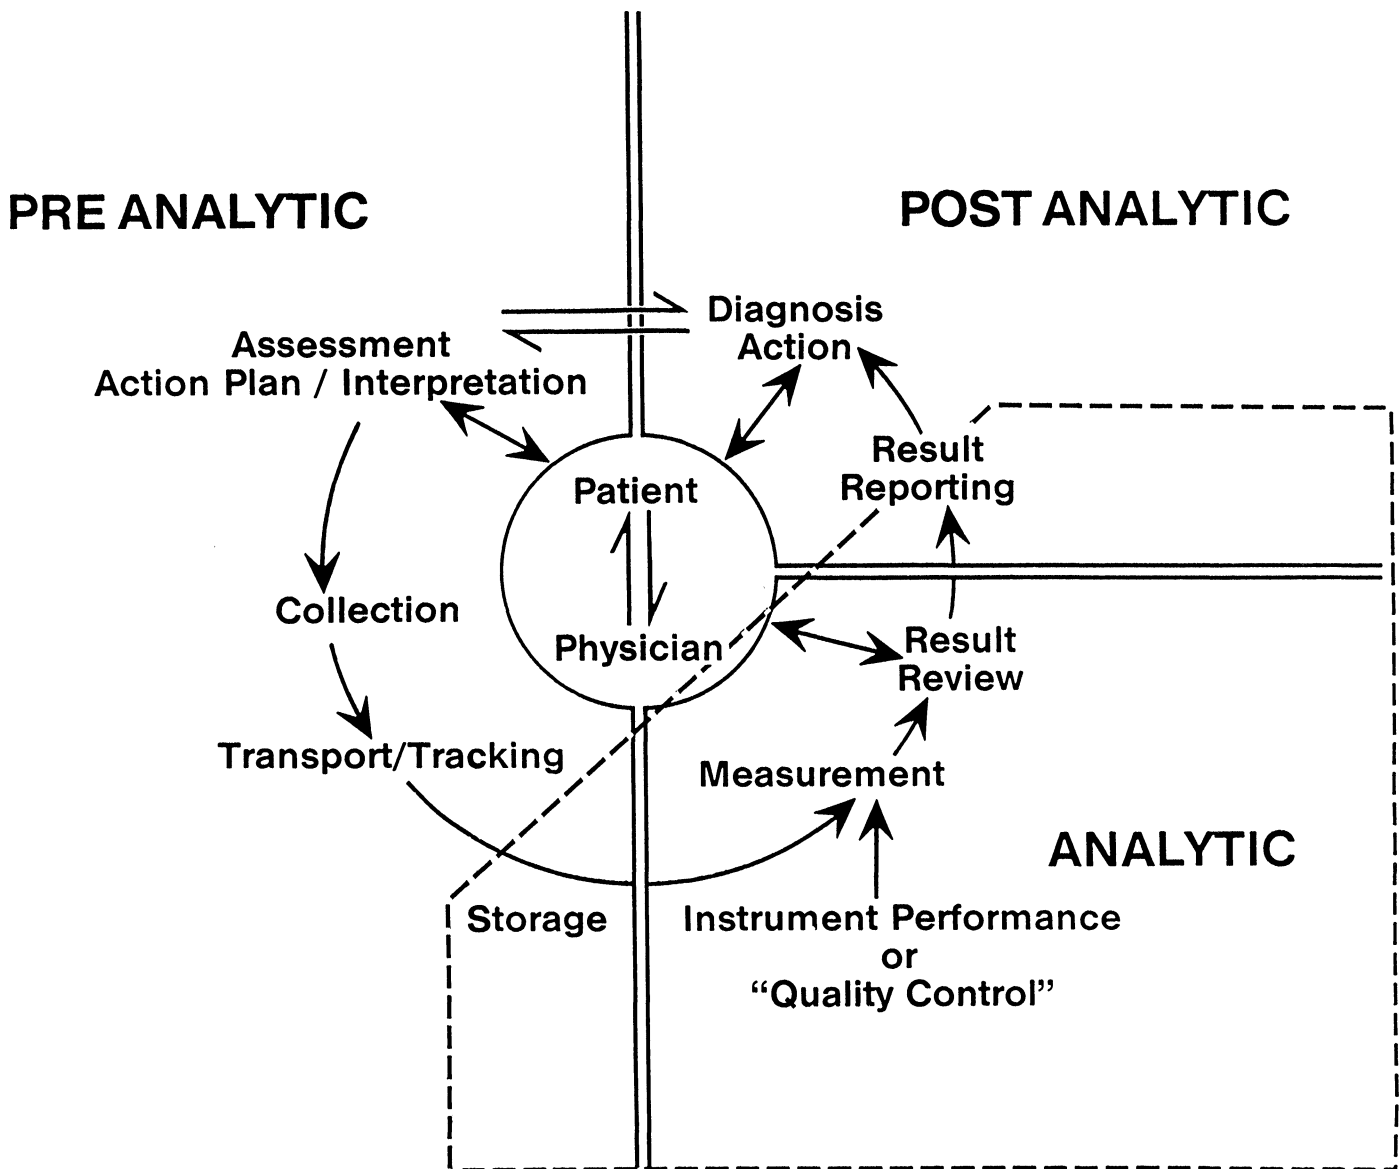 PRE ANALYTIC
POST ANALYTIC
Assessment
Action Plan / Interpretation
Diagnosis
Action
Result
Reporting
Patient
Physician
Collection
Result
Review
Transport/Tracking
Measurement
ANALYTIC
Storage
Instrument Performance
or
“Quality Control”